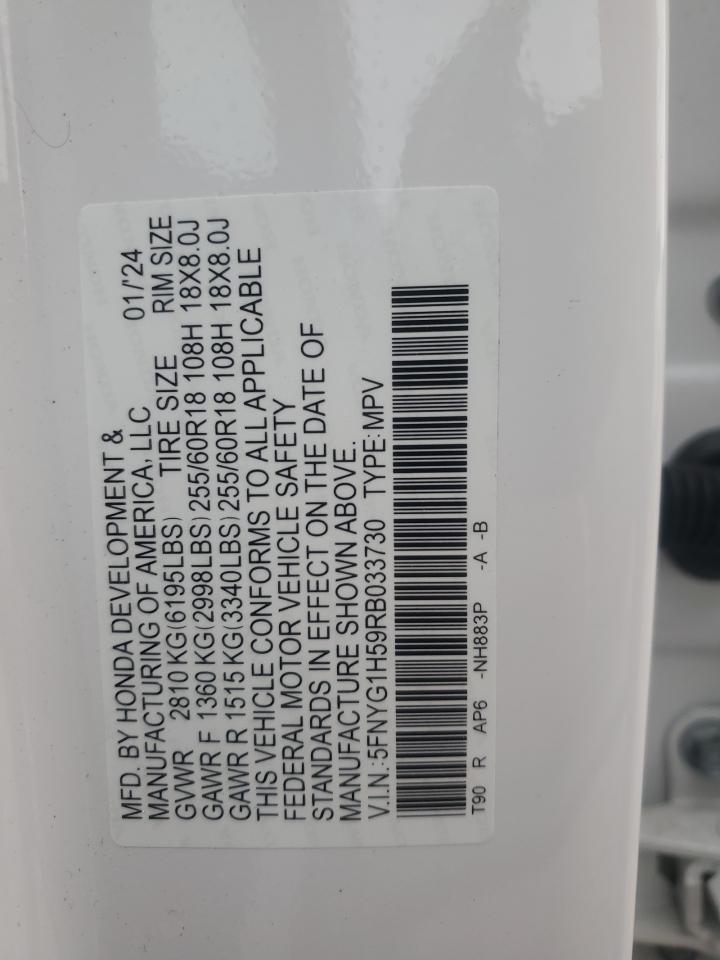 MFD. BY HONDA DEVELOPMENT &
MANUFACTURING OF AMERICA, LLC 01/'24
GVWR 2810 KG(6195LBS) TIRE SIZE RIM SIZE
GAWR F 1360 KG(2998LBS) 255/60R18 108H 18X8.0J
GAWR R 1515 KG(3340LBS) 255/60R18 108H 18X8.0J
THIS VEHICLE CONFORMS TO ALL APPLICABLE
FEDERAL MOTOR VEHICLE SAFETY
STANDARDS IN EFFECT ON THE DATE OF
MANUFACTURE SHOWN ABOVE.
V.I.N.:5FNYG1H59RB033730 TYPE:MPV
T90 R AP6 -NH883P -A -B